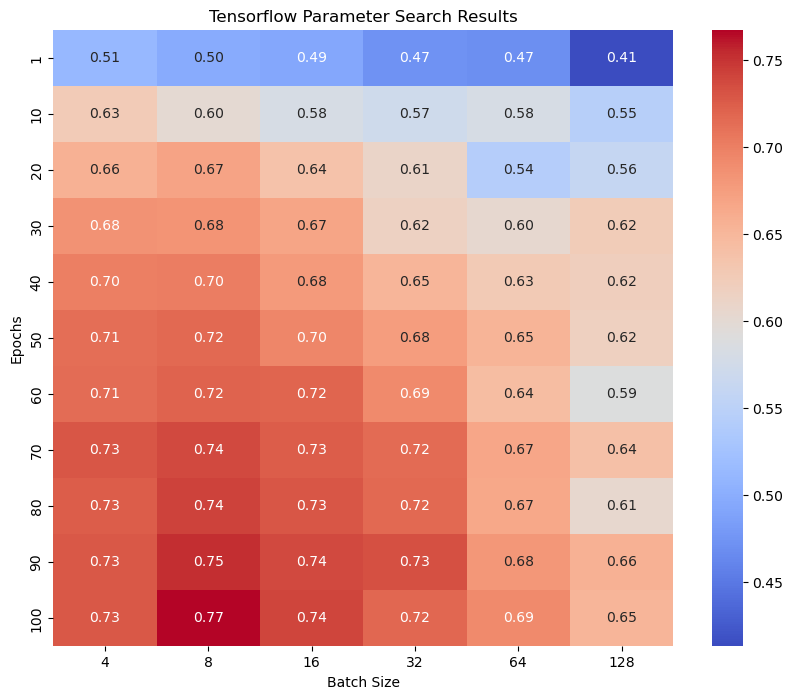 Tensorflow Parameter Search Results
Epochs
1 0.51 0.50 0.49 0.47 0.47 0.41
10 0.63 0.60 0.58 0.57 0.58 0.55
20 0.66 0.67 0.64 0.61 0.54 0.56
30 0.68 0.68 0.67 0.62 0.60 0.62
40 0.70 0.70 0.68 0.65 0.63 0.62
50 0.71 0.72 0.70 0.68 0.65 0.62
60 0.71 0.72 0.72 0.69 0.64 0.59
70 0.73 0.74 0.73 0.72 0.67 0.64
80 0.73 0.74 0.73 0.72 0.67 0.61
90 0.73 0.75 0.74 0.73 0.68 0.66
100 0.73 0.77 0.74 0.72 0.69 0.65
4 8 16 32 64 128
Batch Size
0.75
0.70
0.65
0.60
0.55
0.50
0.45